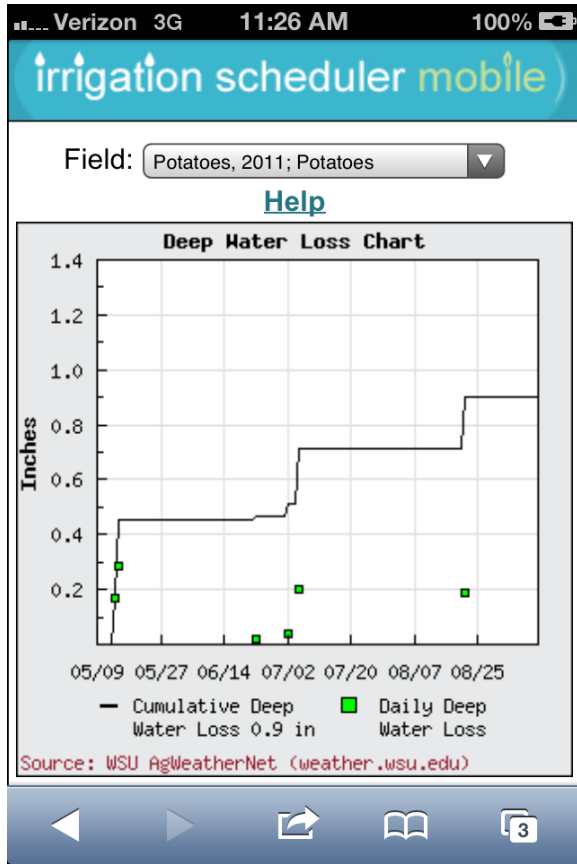 Verizon 3G 11:26 AM 100%
irrigation scheduler mobile
Field: Potatoes, 2011; Potatoes
Help
Deep Water Loss Chart
1.4
1.2
1.0
0.8
0.6
0.4
0.2
Inches
05/09 05/27 06/14 07/02 07/20 08/07 08/25
Cumulative Deep Water Loss 0.9 in
Daily Deep Water Loss
Source: WSU AgWeatherNet (weather.wsu.edu)
3